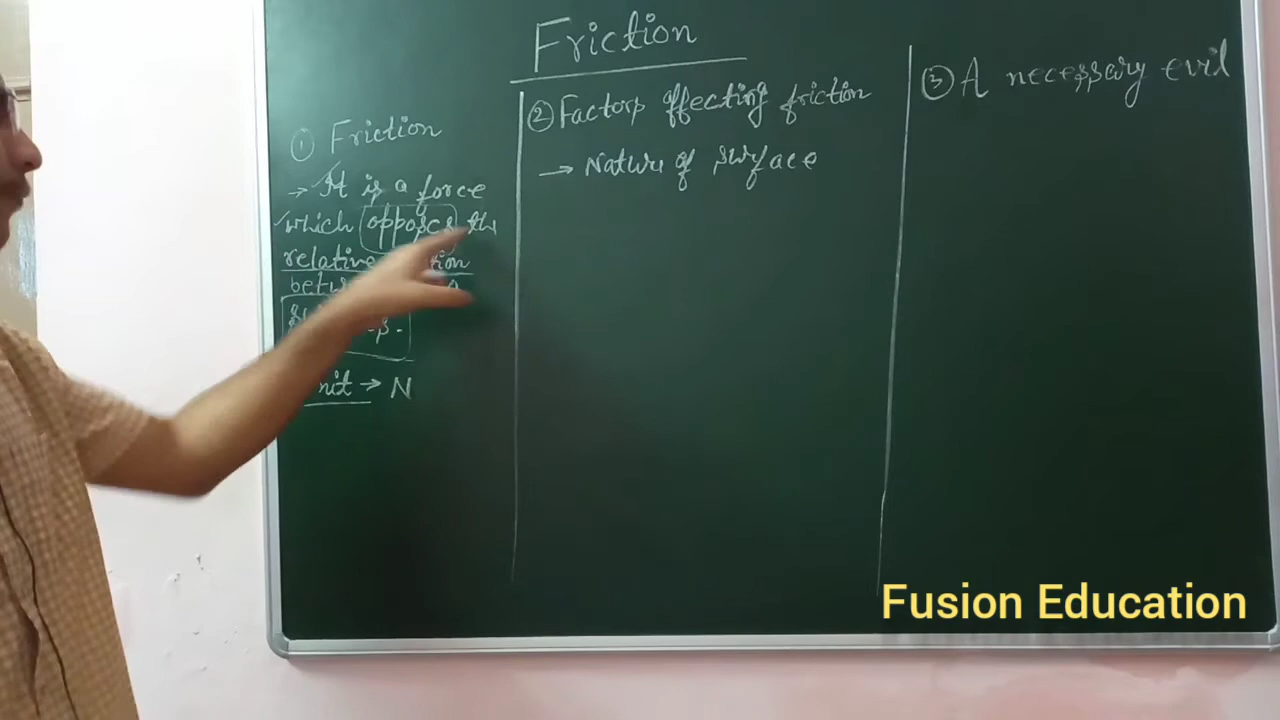 Friction
① Friction
→ It is a force
which opposes the
relative
② Factors affecting friction
→ Nature of surface
③ A necessary evil
→ N
Fusion Education